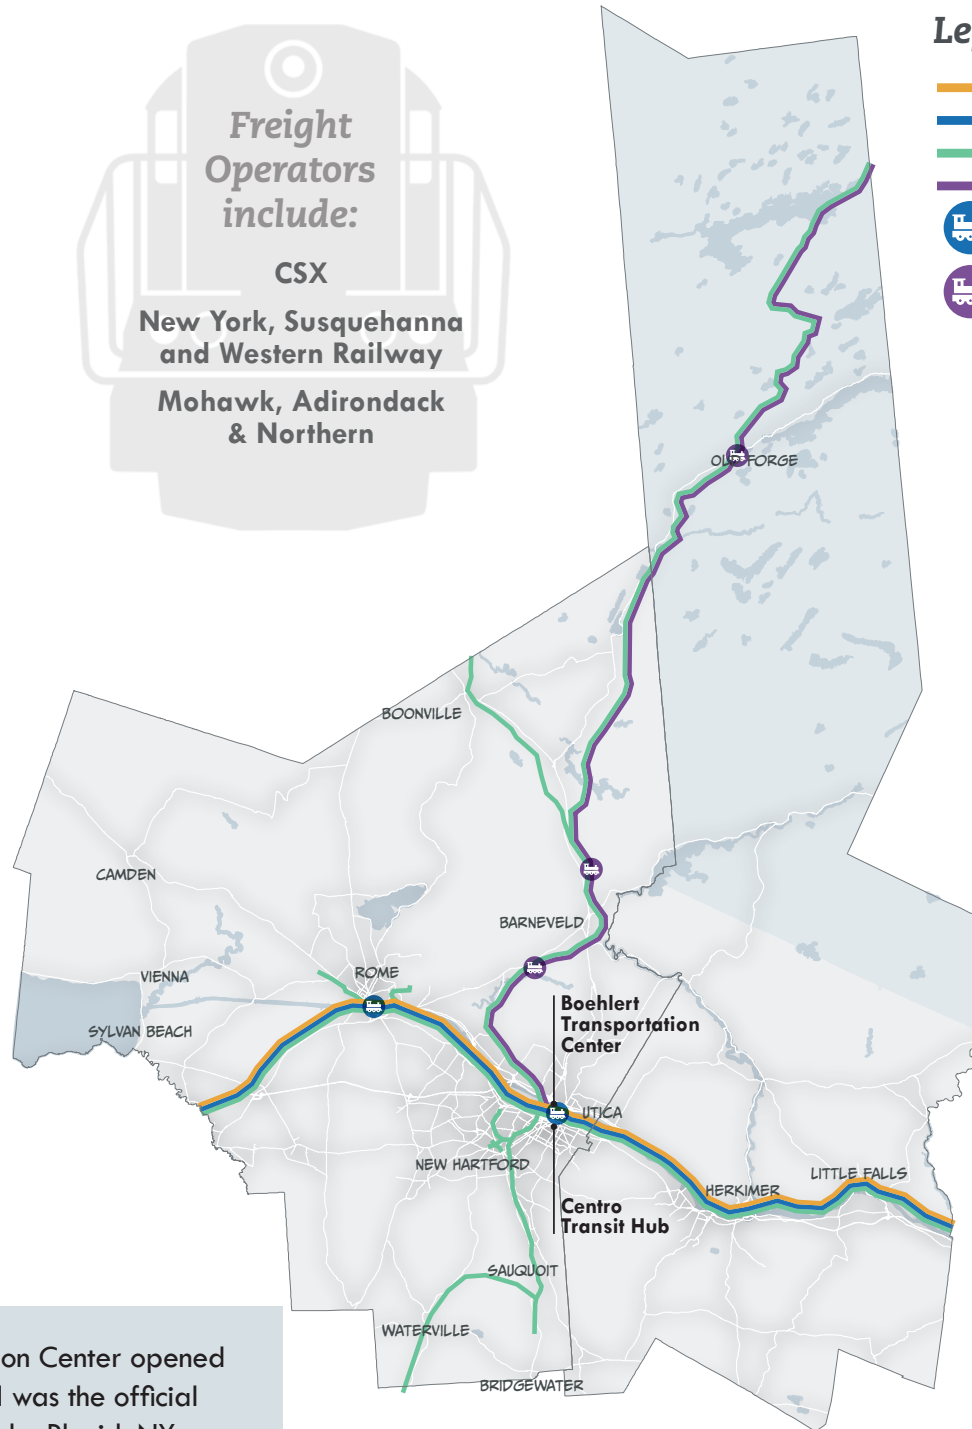 Freight
Operators
include:
CSX
New York, Susquehanna
and Western Railway
Mohawk, Adirondack
& Northern
OLD FORGE
BOONVILLE
CAMDEN
BARNEVELD
VIENNA
ROME
SYLVAN BEACH
Boehlert
Transportation
Center
UTICA
NEW HARTFORD
LITTLE FALLS
HERKIMER
Centro
Transit Hub
SAUQUOIT
WATERVILLE
BRIDGEWATER
on Center opened
was the official